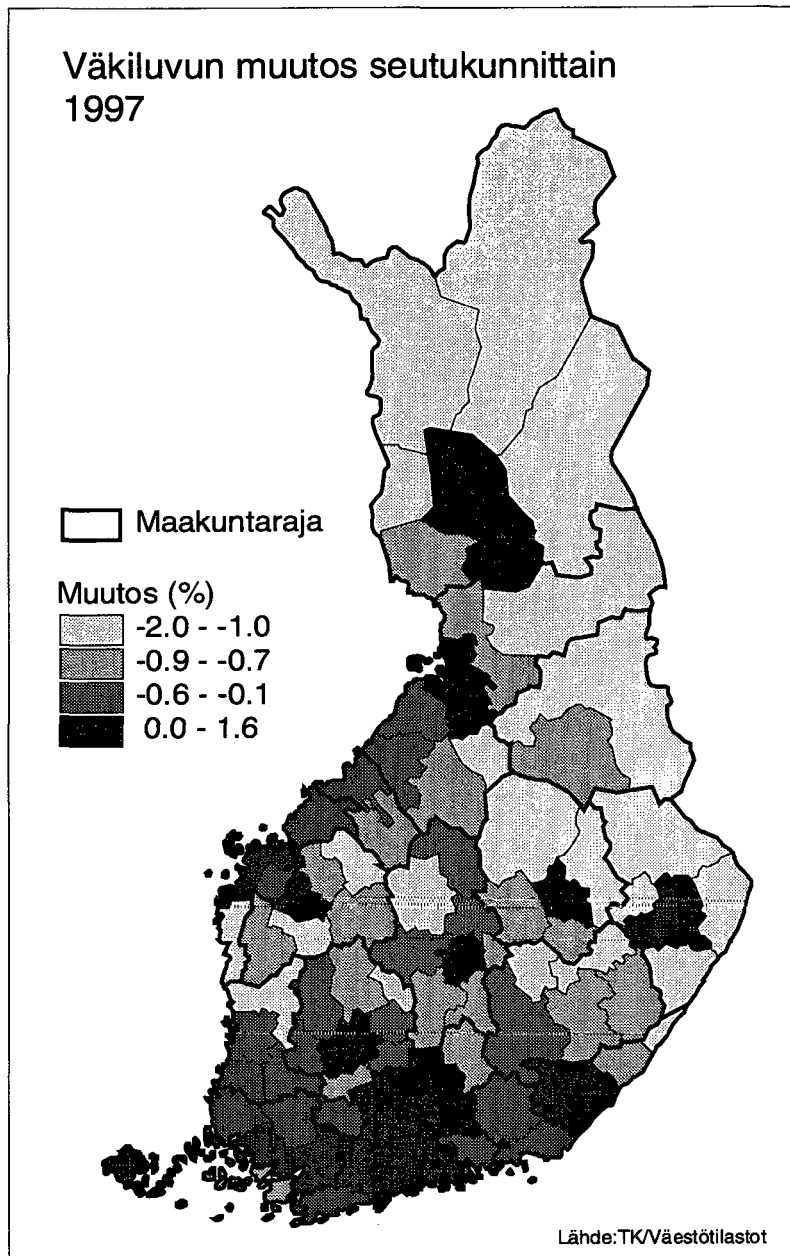 Väkiluvun muutos seutukunnittain
1997
Maakuntaraja
Muutos (%)
-2.0 - -1.0
-0.9 - -0.7
-0.6 - -0.1
0.0 - 1.6
Lähde:TK/Väestötilastot